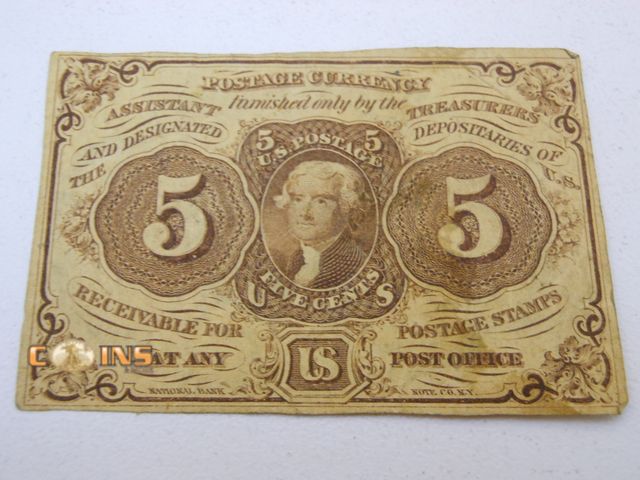 POSTAGE CURRENCY
Furnished only by the
ASSISTANT TREASURERS
AND DESIGNATED DEPOSITARIES OF
THE U.S.
5 5
U.S. POSTAGE
5 5
FIVE CENTS
U S
RECEIVABLE FOR POSTAGE STAMPS
AT ANY US POST OFFICE
NATIONAL BANK NOTE CO. N.Y.
COINS